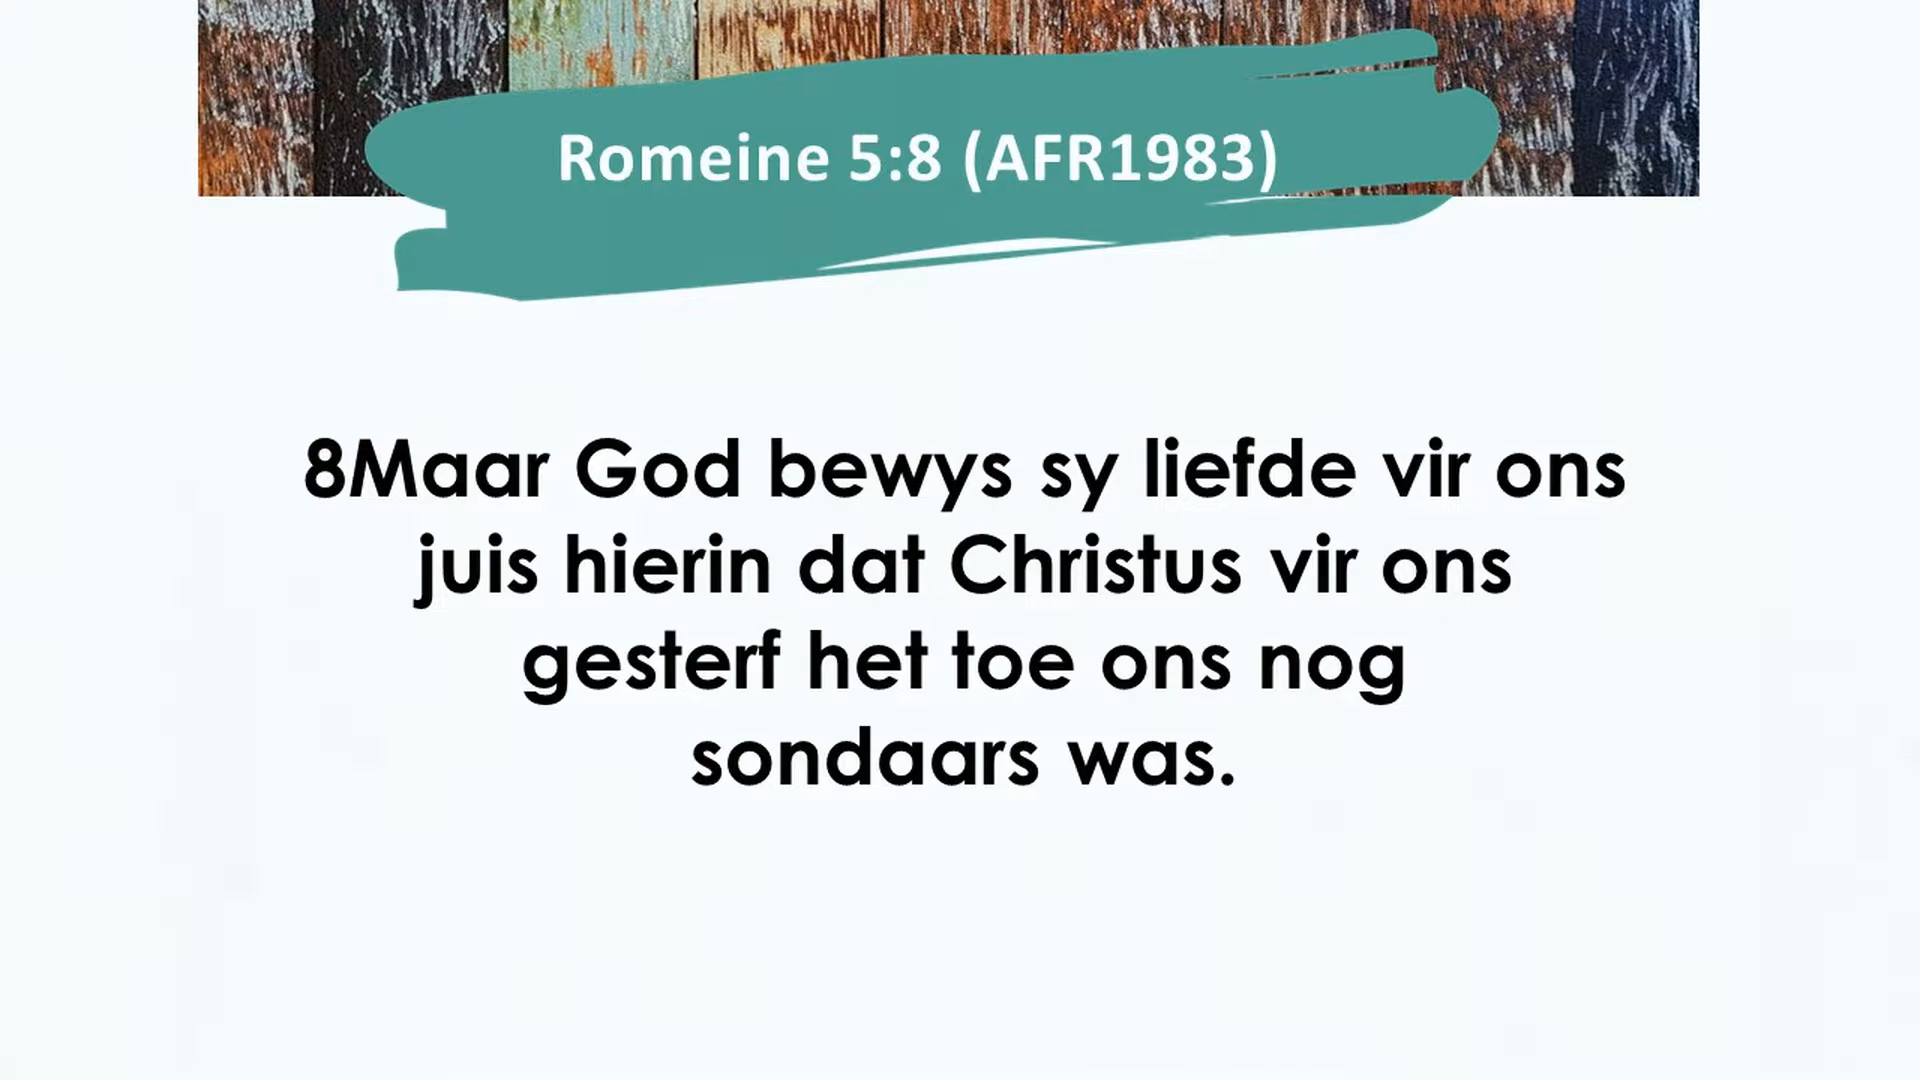 Romeine 5:8 (AFR1983)
8Maar God bewys sy liefde vir ons
juis hierin dat Christus vir ons
gesterf het toe ons nog
sondaars was.